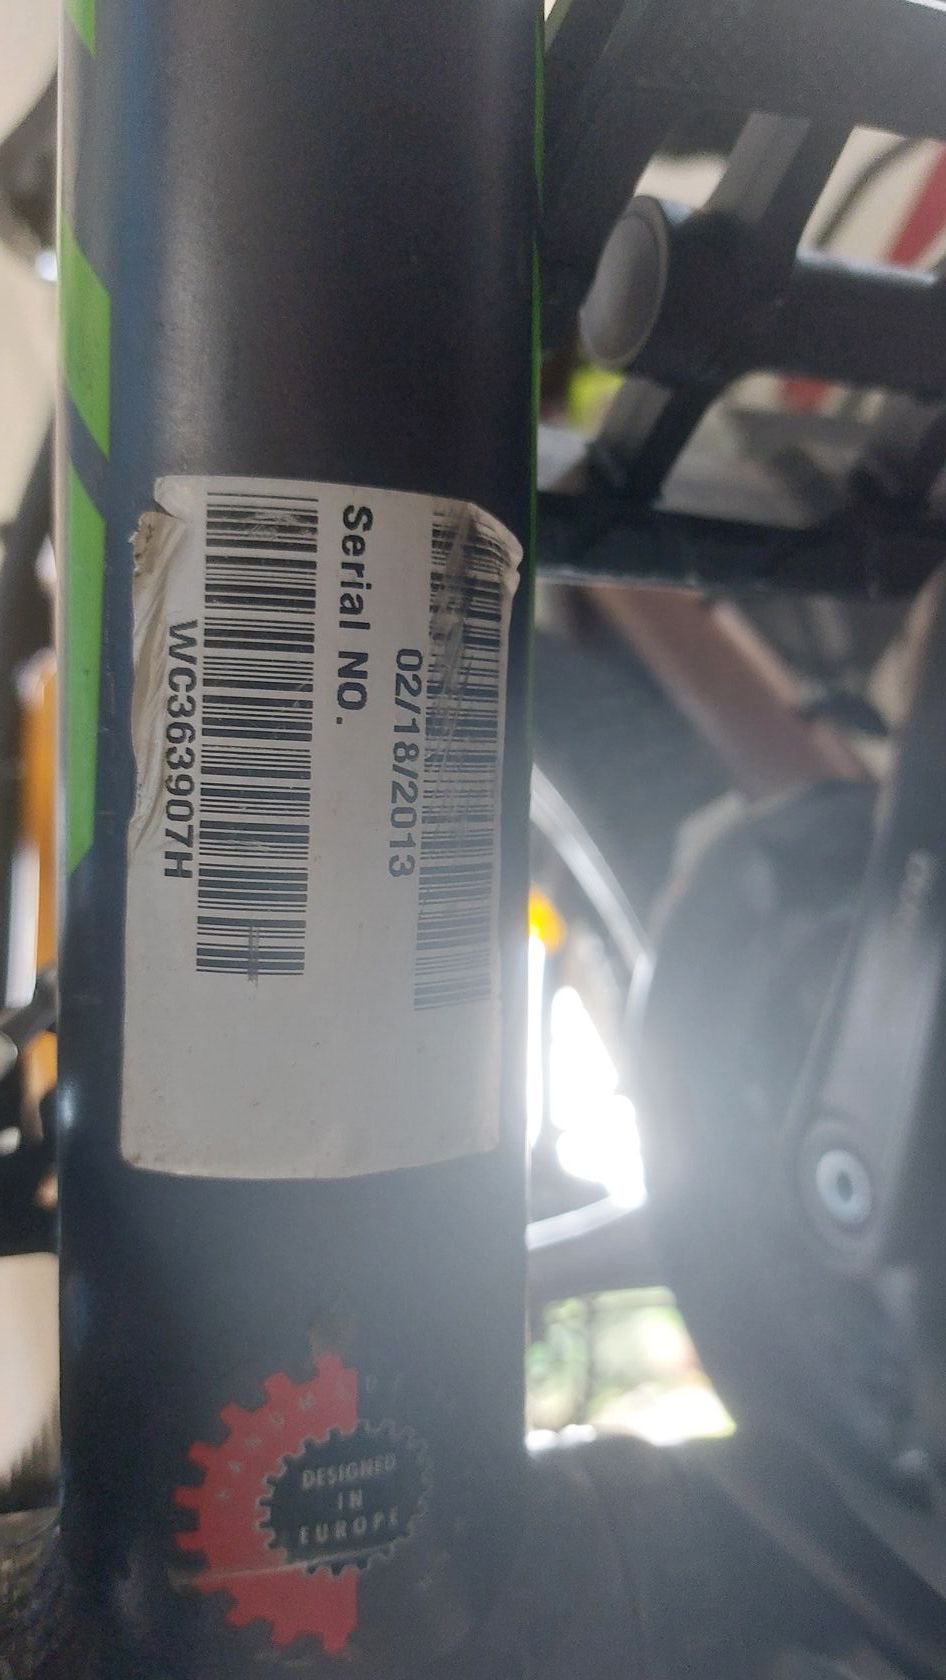 02/18/2013
Serial NO.
WC363907H
DESIGNED
IN
EUROPE